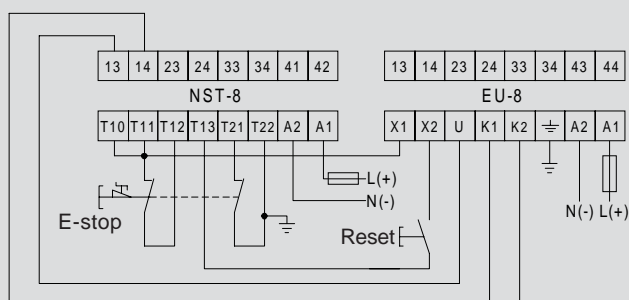 13 14 23 24 33 34 41 42
13 14 23 24 33 34 43 44
NST-8
EU-8
T10 T11 T12 T13 T21 T22 A2 A1
X1 X2 U K1 K2 A2 A1
L(+)
N(-)
N(-) L(+)
E-stop
Reset